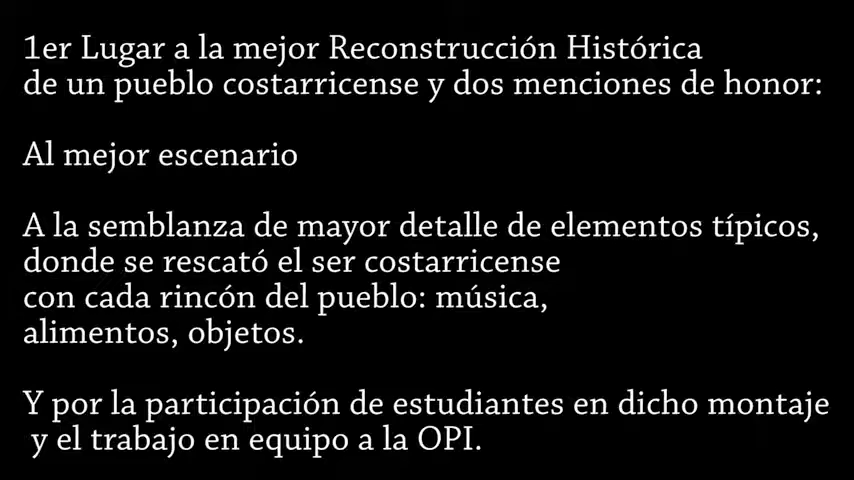 1er Lugar a la mejor Reconstrucción Histórica
de un pueblo costarricense y dos menciones de honor:
Al mejor escenario
A la semblanza de mayor detalle de elementos típicos,
donde se rescató el ser costarricense
con cada rincón del pueblo: música,
alimentos, objetos.
Y por la participación de estudiantes en dicho montaje
y el trabajo en equipo a la OPI.